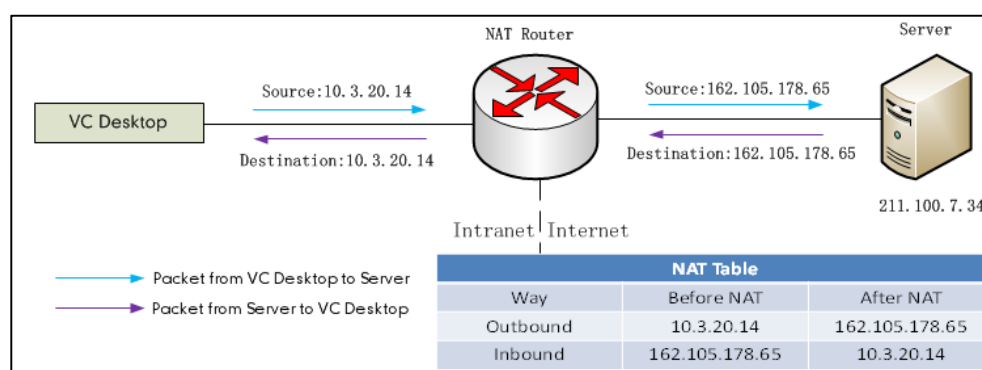 NAT Router
Server
Source:10.3.20.14
Source:162.105.178.65
VC Desktop
Destination:10.3.20.14
Destination:162.105.178.65
211.100.7.34
Intranet Internet
Packet from VC Desktop to Server
Packet from Server to VC Desktop
NAT Table
Way Before NAT After NAT
Outbound 10.3.20.14 162.105.178.65
Inbound 162.105.178.65 10.3.20.14